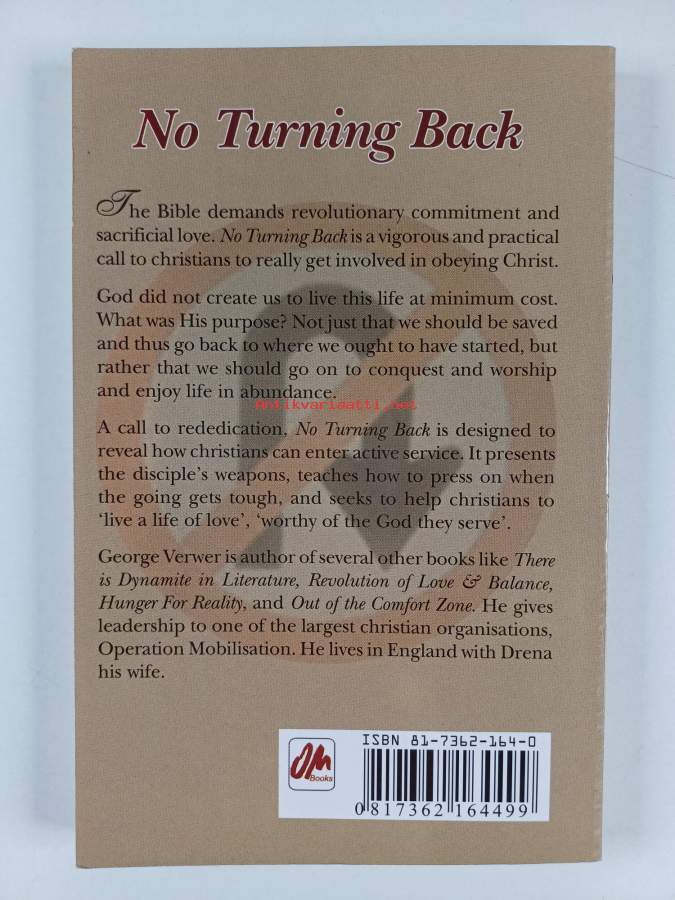 No Turning Back
The Bible demands revolutionary commitment and
sacrificial love. No Turning Back is a vigorous and practical
call to christians to really get involved in obeying Christ.
God did not create us to live this life at minimum cost.
What was His purpose? Not just that we should be saved
and thus go back to where we ought to have started, but
rather that we should go on to conquest and worship
and enjoy life in abundance.
Antikvariaatti.net
A call to rededication, No Turning Back is designed to
reveal how christians can enter active service. It presents
the disciple's weapons, teaches how to press on when
the going gets tough, and seeks to help christians to
'live a life of love', 'worthy of the God they serve'.
George Verwer is author of several other books like There
is Dynamite in Literature, Revolution of Love & Balance,
Hunger For Reality, and Out of the Comfort Zone. He gives
leadership to one of the largest christian organisations,
Operation Mobilisation. He lives in England with Drena
his wife.
ISBN 81-7362-164-0
OM
Books
0 817362 164499